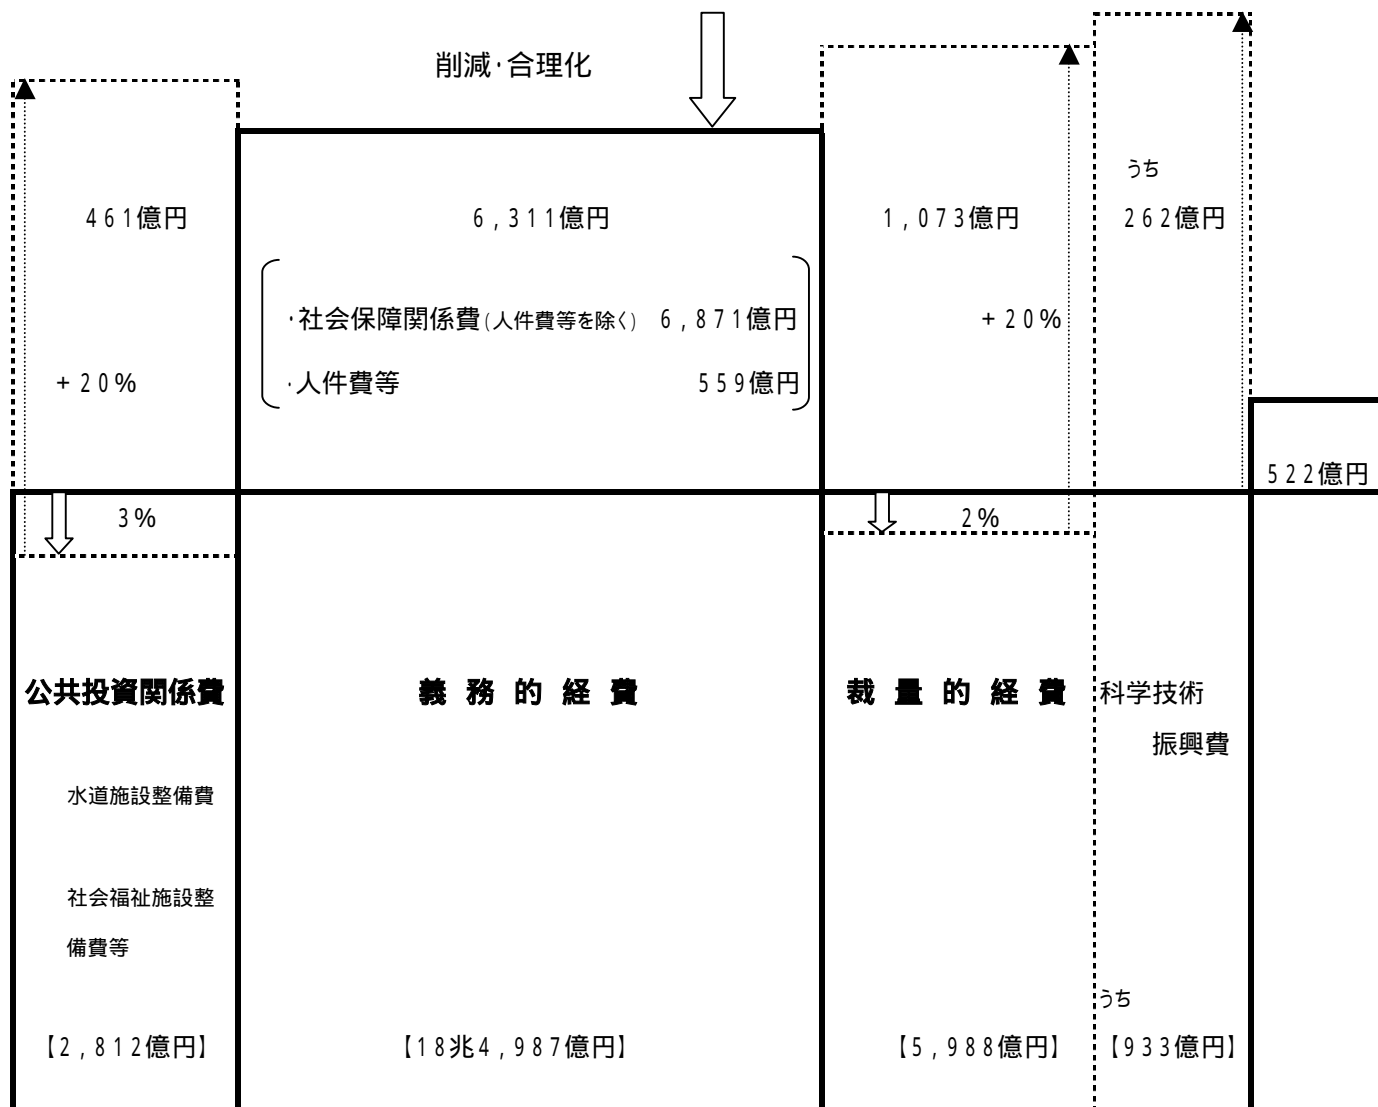 削減・合理化
うち
461億円
6,311億円
1,073億円
262億円
・社会保障関係費(人件費等を除く) 6,871億円
+20%
+20%
・人件費等 559億円
522億円
3%
2%
公共投資関係費
義務的経費
裁量的経費
科学技術
振興費
水道施設整備費
社会福祉施設整
備費等
うち
【2,812億円】
【18兆4,987億円】
【5,988億円】
【933億円】